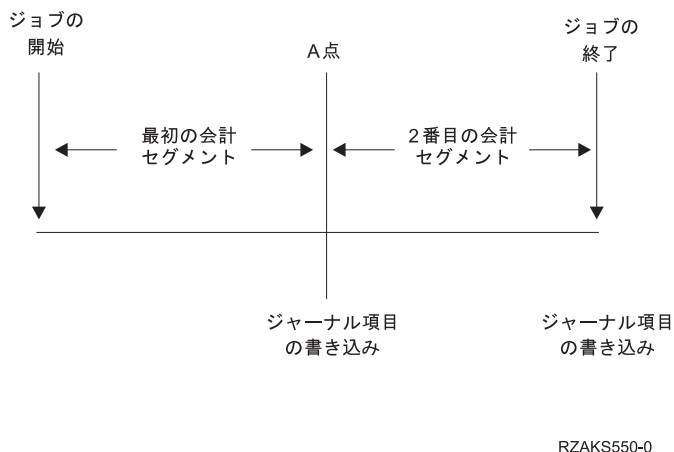 ジョブの
開始
A点
ジョブの
終了
最初の会計
セグメント
2番目の会計
セグメント
ジャーナル項目
の書き込み
ジャーナル項目
の書き込み
RZAKS550-0